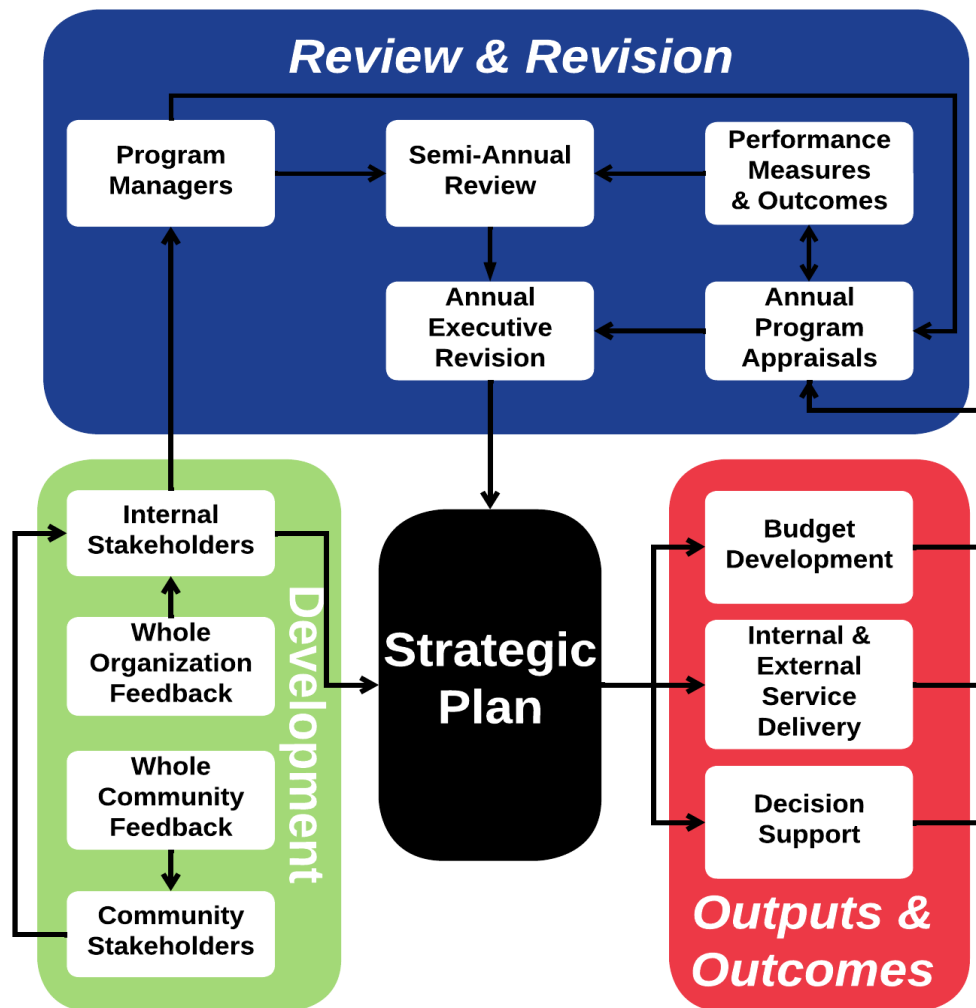 Review & Revision
Program
Managers
Semi-Annual
Review
Performance
Measures
& Outcomes
Annual
Executive
Revision
Annual
Program
Appraisals
Internal
Stakeholders
Whole
Organization
Feedback
Whole
Community
Feedback
Community
Stakeholders
Development
Strategic
Plan
Budget
Development
Internal &
External
Service
Delivery
Decision
Support
Outputs &
Outcomes